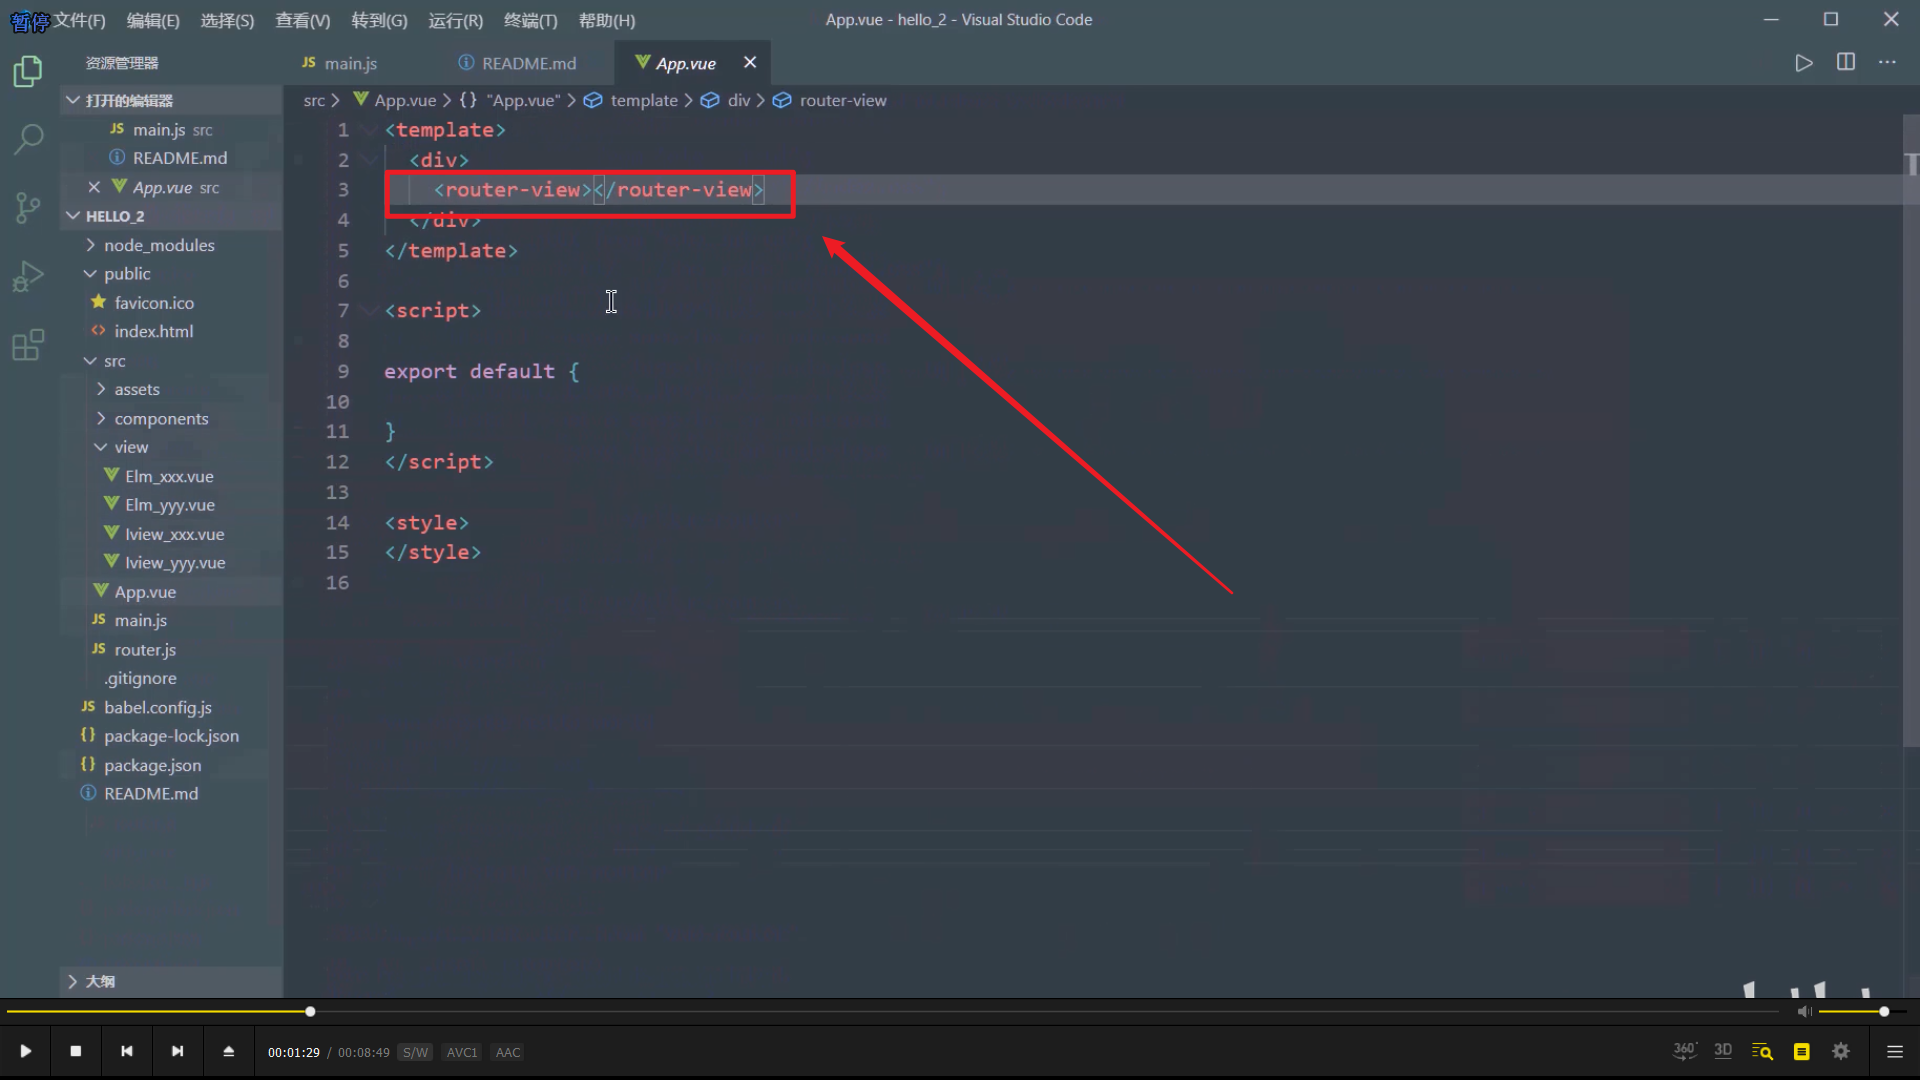 暂停
文件(F) 编辑(E) 选择(S) 查看(V) 转到(G) 运行(R) 终端(T) 帮助(H) App.vue - hello_2 - Visual Studio Code
资源管理器
JS main.js README.md App.vue
打开的编辑器
JS main.js src
README.md
App.vue src
HELLO_2
node_modules
public
favicon.ico
index.html
src
assets
components
view
Elm_xxx.vue
Elm_yyy.vue
Iview_xxx.vue
Iview_yyy.vue
App.vue
JS main.js
JS router.js
.gitignore
JS babel.config.js
{} package-lock.json
{} package.json
README.md
大纲
src > App.vue > {} "App.vue" > template > div > router-view
1 <template>
2 <div>
3 <router-view></router-view>
4 </div>
5 </template>
6
7 <script>
8
9 export default {
10
11 }
12 </script>
13
14 <style>
15 </style>
16
00:01:29 / 00:08:49 S/W AVC1 AAC
360° 3D